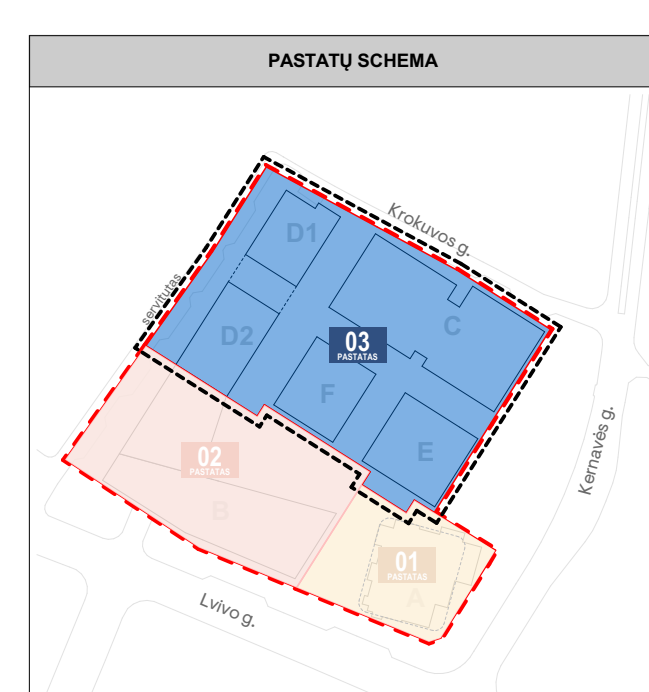 PASTATŲ SCHEMA
Krokuvos g.
D1
servitutas
C
D2
03
PASTATAS
F
E
Kernavės g.
02
PASTATAS
B
01
PASTATAS
A
Lvivo g.